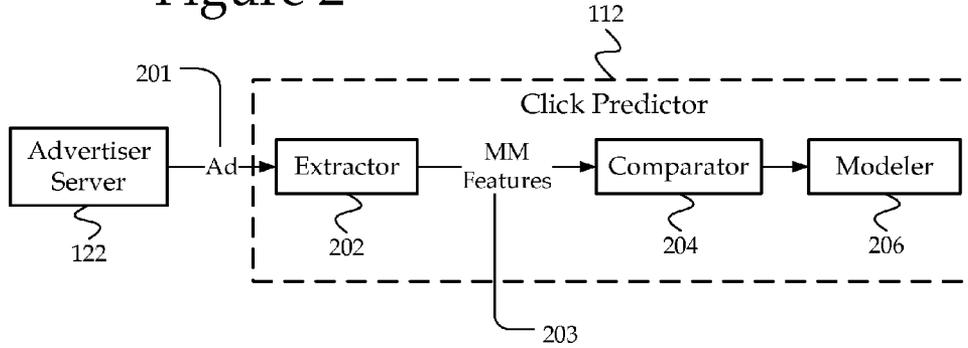 Figure 2
112
201
Click Predictor
Advertiser
Server
Ad
Extractor
MM
Features
Comparator
Modeler
122
202
204
206
203